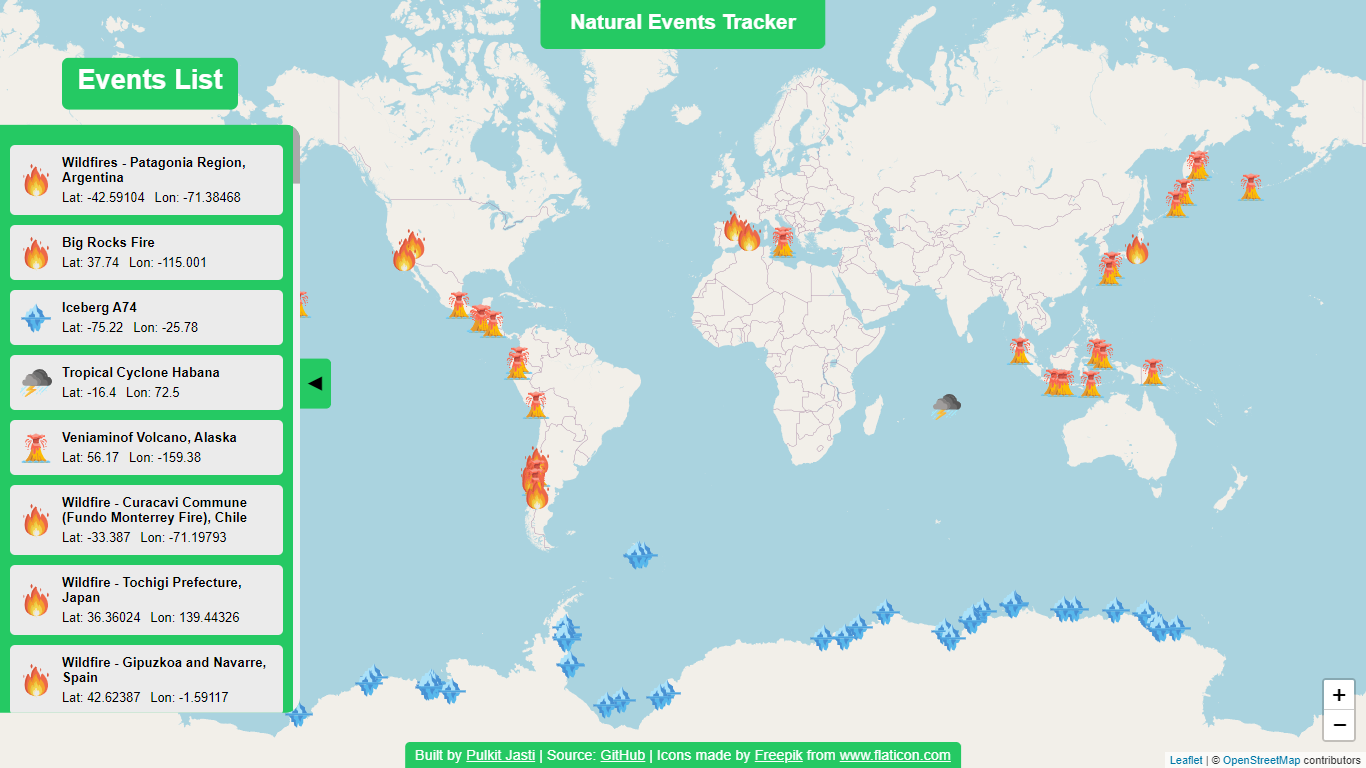 Natural Events Tracker
Events List
Wildfires - Patagonia Region,
Argentina
Lat: -42.59104 Lon: -71.38468
Big Rocks Fire
Lat: 37.74 Lon: -115.001
Iceberg A74
Lat: -75.22 Lon: -25.78
Tropical Cyclone Habana
Lat: -16.4 Lon: 72.5
Veniaminof Volcano, Alaska
Lat: 56.17 Lon: -159.38
Wildfire - Curacavi Commune
(Fundo Monterrey Fire), Chile
Lat: -33.387 Lon: -71.19793
Wildfire - Tochigi Prefecture,
Japan
Lat: 36.36024 Lon: 139.44326
Wildfire - Gipuzkoa and Navarre,
Spain
Lat: 42.62387 Lon: -1.59117
◀
+
−
Built by Pulkit Jasti | Source: GitHub | Icons made by Freepik from www.flaticon.com
Leaflet | © OpenStreetMap contributors